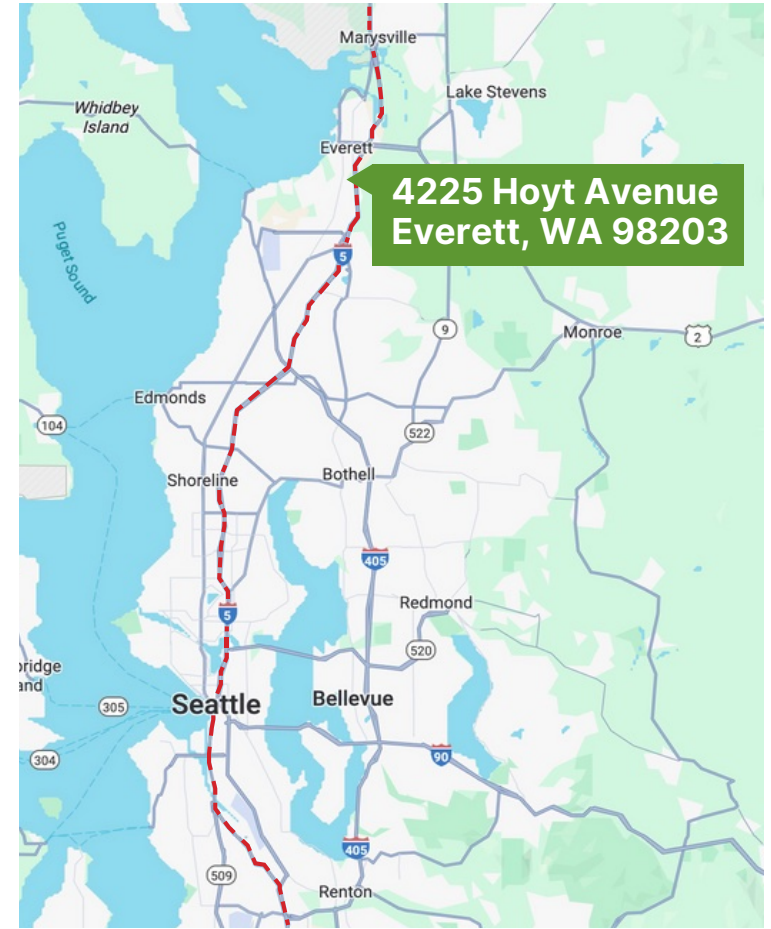 Marysville
Whidbey
Island
Lake Stevens
Everett
4225 Hoyt Avenue
Everett, WA 98203
Puget Sound
5
9
Monroe
2
Edmonds
104
522
Shoreline
Bothell
405
Redmond
5
520
bridge
and
305
Seattle
Bellevue
304
90
405
509
Renton